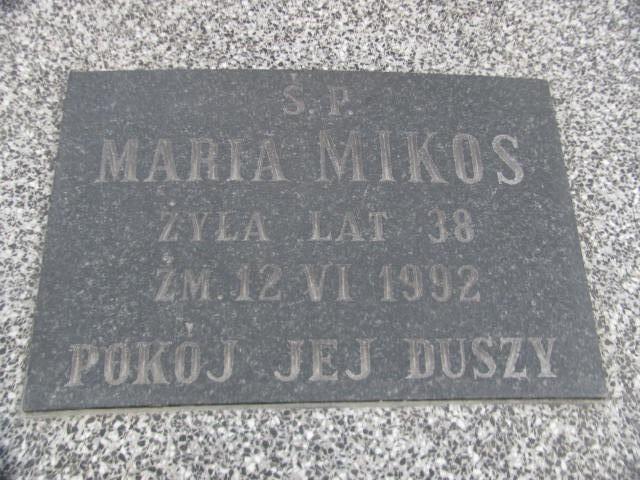 Ś. P.
MARIA MIKOS
ŻYŁA LAT 38
ZM. 12 VI 1992
POKÓJ JEJ DUSZY